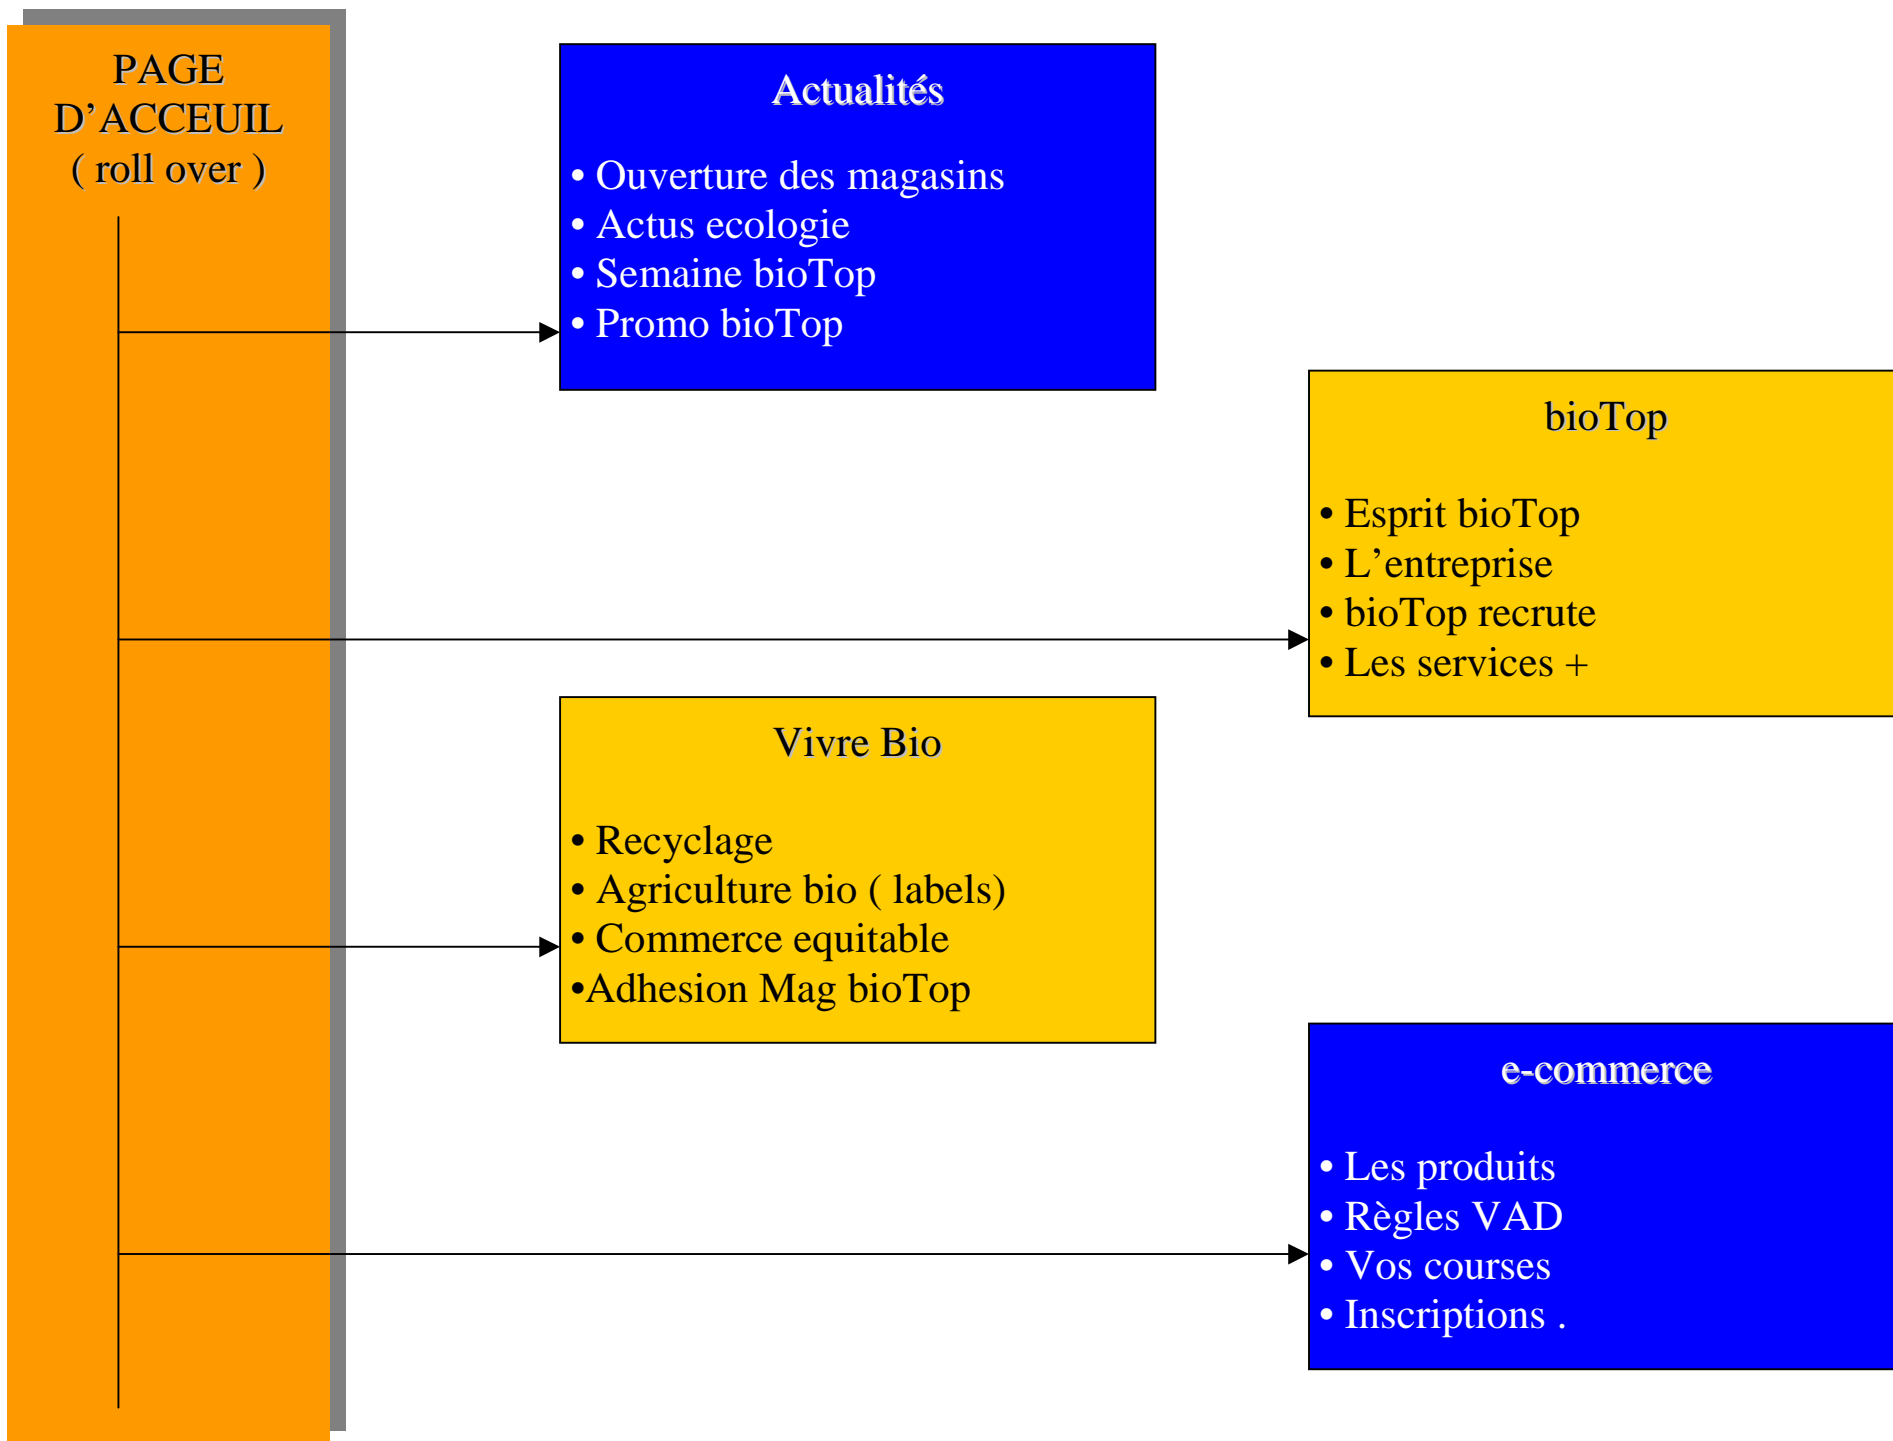 PAGE
D’ACCEUIL
( roll over )
Actualités
• Ouverture des magasins
• Actus ecologie
• Semaine bioTop
• Promo bioTop
bioTop
• Esprit bioTop
• L’entreprise
• bioTop recrute
• Les services +
Vivre Bio
• Recyclage
• Agriculture bio ( labels)
• Commerce equitable
•Adhesion Mag bioTop
e-commerce
• Les produits
• Règles VAD
• Vos courses
• Inscriptions .